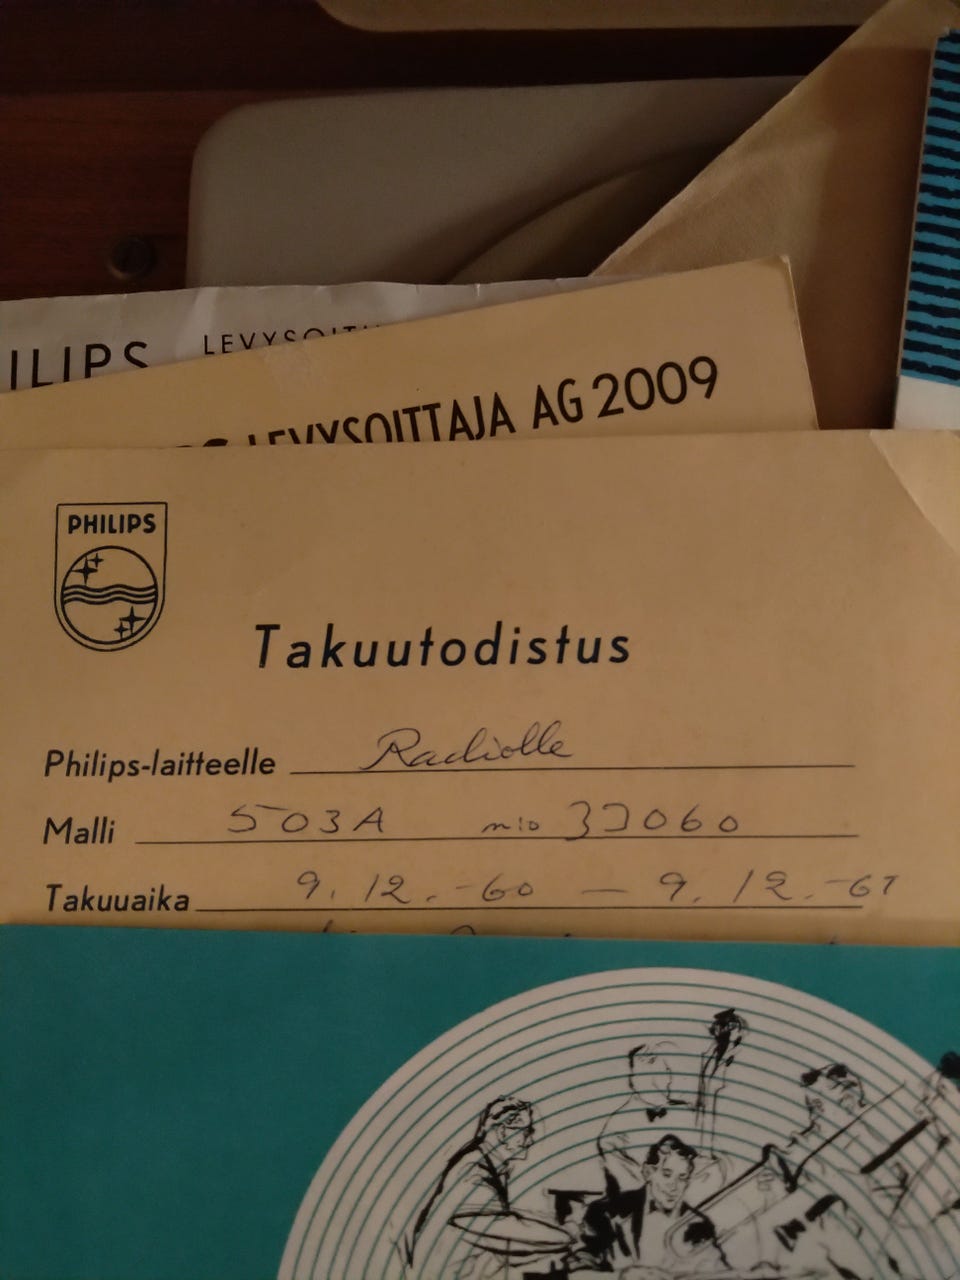 PHILIPS
LEVYSOITTAJA AG 2009
PHILIPS
Takuutodistus
Philips-laitteelle Radiolle
Malli 503A n:o
Takuuaika 9.12.-60 – 9.12.-61